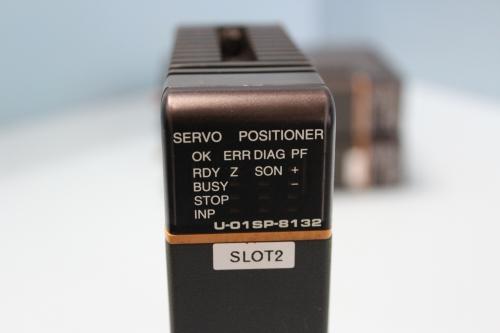 SERVO POSITIONER
OK ERR DIAG PF
RDY Z SON +
BUSY -
STOP
INP
U-01SP-8132
SLOT2